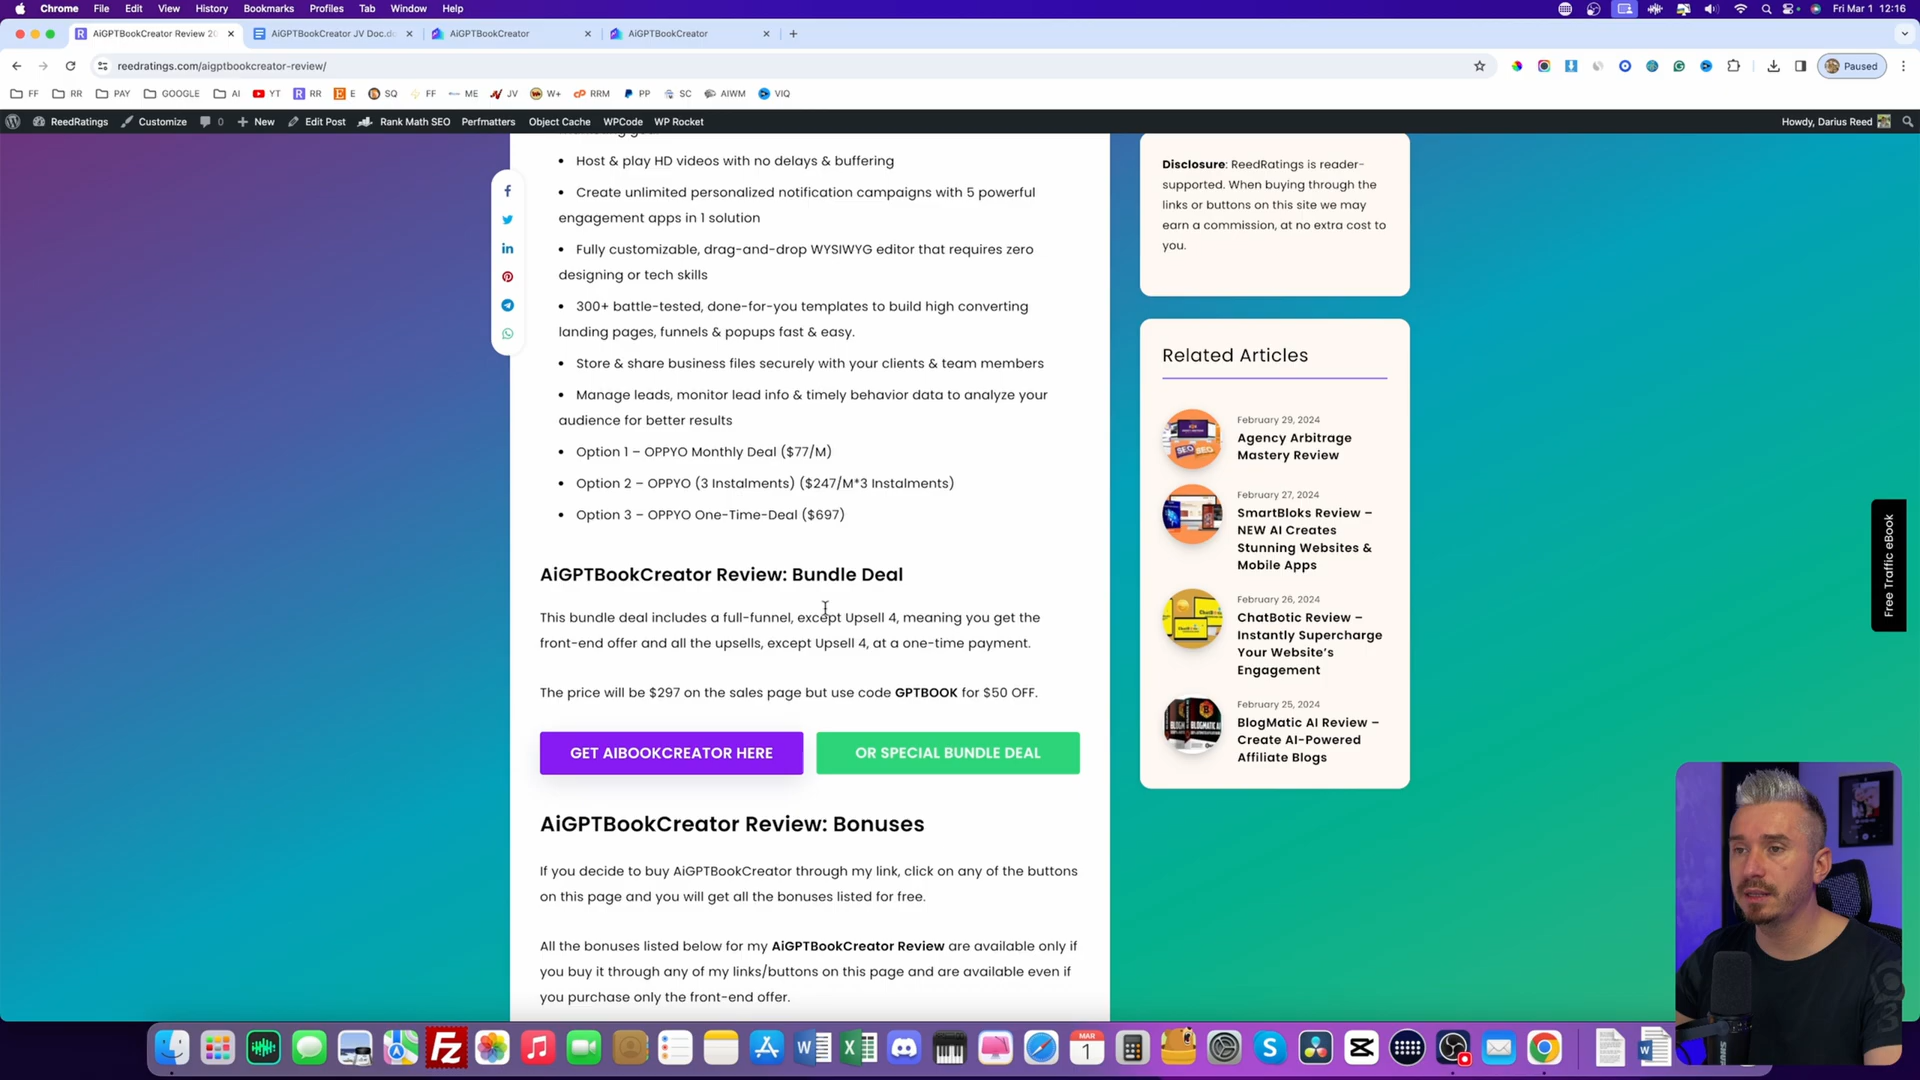 Chrome File Edit View History Bookmarks Profiles Tab Window Help
Fri Mar 1 12:16
AiGPTBookCreator Review 20
AiGPTBookCreator JV Doc.do
AiGPTBookCreator
AiGPTBookCreator
reedratings.com/aigptbookcreator-review/
Paused
FF RR PAY GOOGLE AI YT RR E SQ FF ME JV W+ RRM PP SC AIWM VIQ
ReedRatings Customize 0 New Edit Post Rank Math SEO Perfmatters Object Cache WPCode WP Rocket
Howdy, Darius Reed
• Host & play HD videos with no delays & buffering
• Create unlimited personalized notification campaigns with 5 powerful
engagement apps in 1 solution
• Fully customizable, drag-and-drop WYSIWYG editor that requires zero
designing or tech skills
• 300+ battle-tested, done-for-you templates to build high converting
landing pages, funnels & popups fast & easy.
• Store & share business files securely with your clients & team members
• Manage leads, monitor lead info & timely behavior data to analyze your
audience for better results
• Option 1 – OPPYO Monthly Deal ($77/M)
• Option 2 – OPPYO (3 Instalments) ($247/M*3 Instalments)
• Option 3 – OPPYO One-Time-Deal ($697)
AiGPTBookCreator Review: Bundle Deal
This bundle deal includes a full-funnel, except Upsell 4, meaning you get the
front-end offer and all the upsells, except Upsell 4, at a one-time payment.
The price will be $297 on the sales page but use code GPTBOOK for $50 OFF.
GET AIBOOKCREATOR HERE
OR SPECIAL BUNDLE DEAL
AiGPTBookCreator Review: Bonuses
If you decide to buy AiGPTBookCreator through my link, click on any of the buttons
on this page and you will get all the bonuses listed for free.
All the bonuses listed below for my AiGPTBookCreator Review are available only if
you buy it through any of my links/buttons on this page and are available even if
you purchase only the front-end offer.
Disclosure: ReedRatings is reader-
supported. When buying through the
links or buttons on this site we may
earn a commission, at no extra cost to
you.
Related Articles
February 29, 2024
Agency Arbitrage
Mastery Review
February 27, 2024
SmartBloks Review –
NEW AI Creates
Stunning Websites &
Mobile Apps
February 26, 2024
ChatBotic Review –
Instantly Supercharge
Your Website's
Engagement
February 25, 2024
BlogMatic AI Review –
Create AI-Powered
Affiliate Blogs
Free Traffic eBook
MAR
1